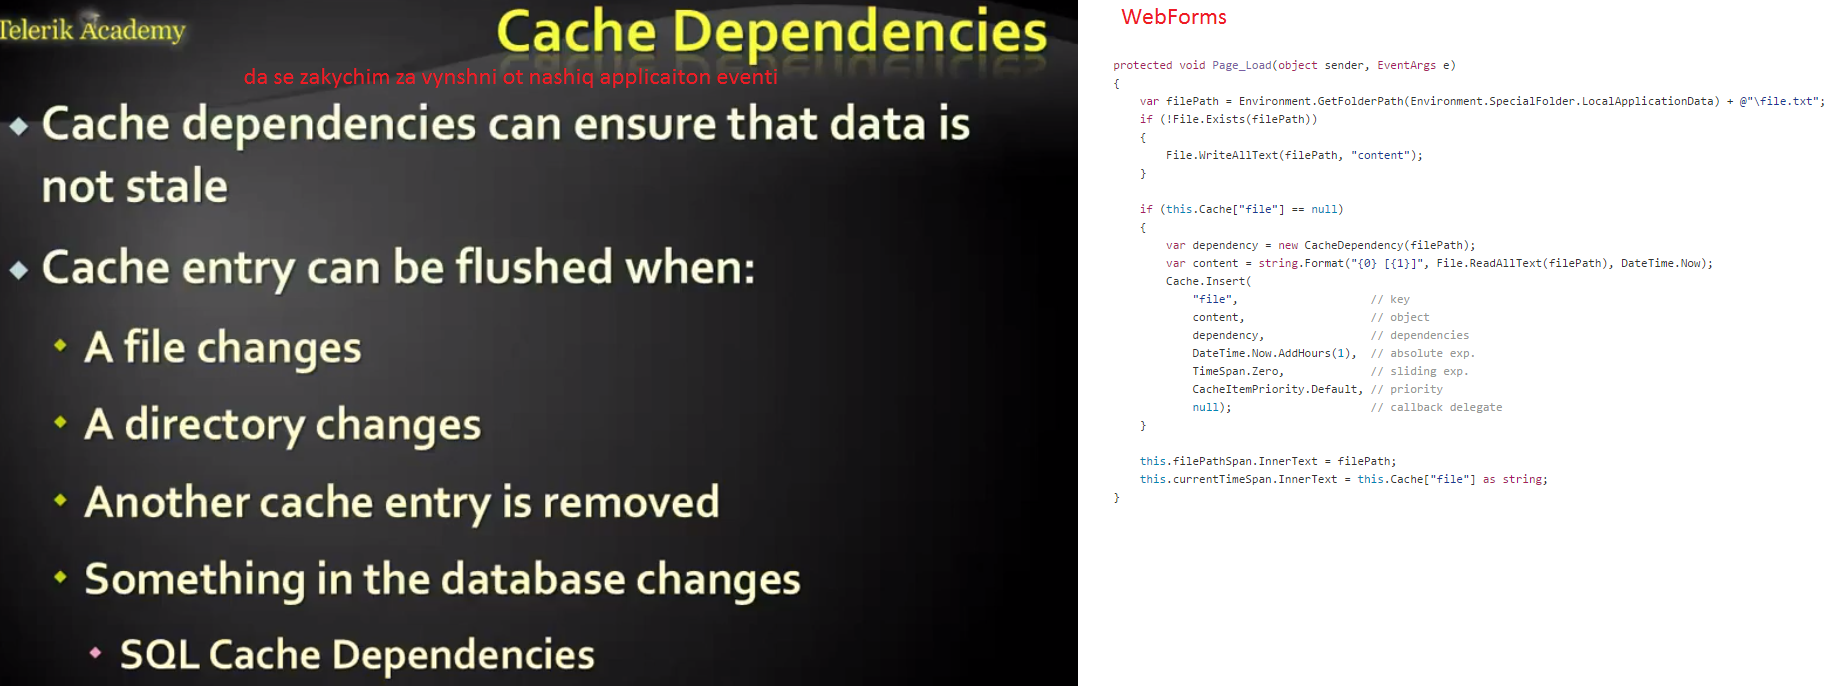 Telerik Academy
Cache Dependencies
da se zakychim za vynshni ot nashiq applicaiton eventi
Cache dependencies can ensure that data is
not stale
Cache entry can be flushed when:
A file changes
A directory changes
Another cache entry is removed
Something in the database changes
SQL Cache Dependencies
WebForms
protected void Page_Load(object sender, EventArgs e)
{
var filePath = Environment.GetFolderPath(Environment.SpecialFolder.LocalApplicationData) + @"\file.txt";
if (!File.Exists(filePath))
{
File.WriteAllText(filePath, "content");
}
if (this.Cache["file"] == null)
{
var dependency = new CacheDependency(filePath);
var content = string.Format("{0} [{1}]", File.ReadAllText(filePath), DateTime.Now);
Cache.Insert(
"file", // key
content, // object
dependency, // dependencies
DateTime.Now.AddHours(1), // absolute exp.
TimeSpan.Zero, // sliding exp.
CacheItemPriority.Default, // priority
null); // callback delegate
}
this.filePathSpan.InnerText = filePath;
this.currentTimeSpan.InnerText = this.Cache["file"] as string;
}